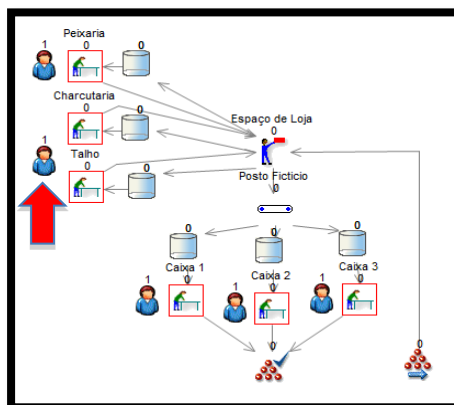 Peixaria
1 0 0
Charcutaria
0 0
Espaço de Loja
0
1 Talho
0 0
Posto Ficticio
0
0 0 0
Caixa 1 Caixa 2 Caixa 3
1 0 1 0 1 0
0 0